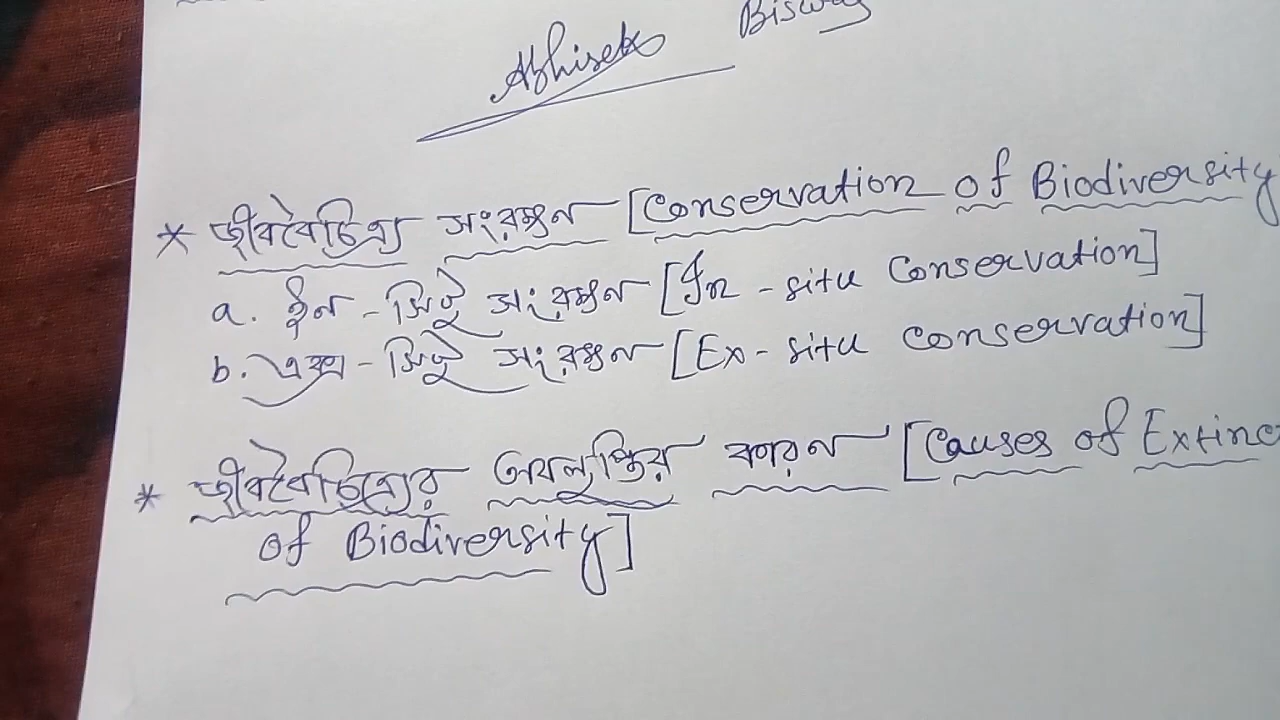 Abhisek Biswas
* জীববৈচিত্র্য সংরক্ষণ [Conservation of Biodiversity
a. ইন - সিটু সংরক্ষণ [In - situ Conservation]
b. এক্স - সিটু সংরক্ষণ [Ex - situ Conservation]
* জীববৈচিত্র্যের অবলুপ্তির কারণ [Causes of Extinc
of Biodiversity]